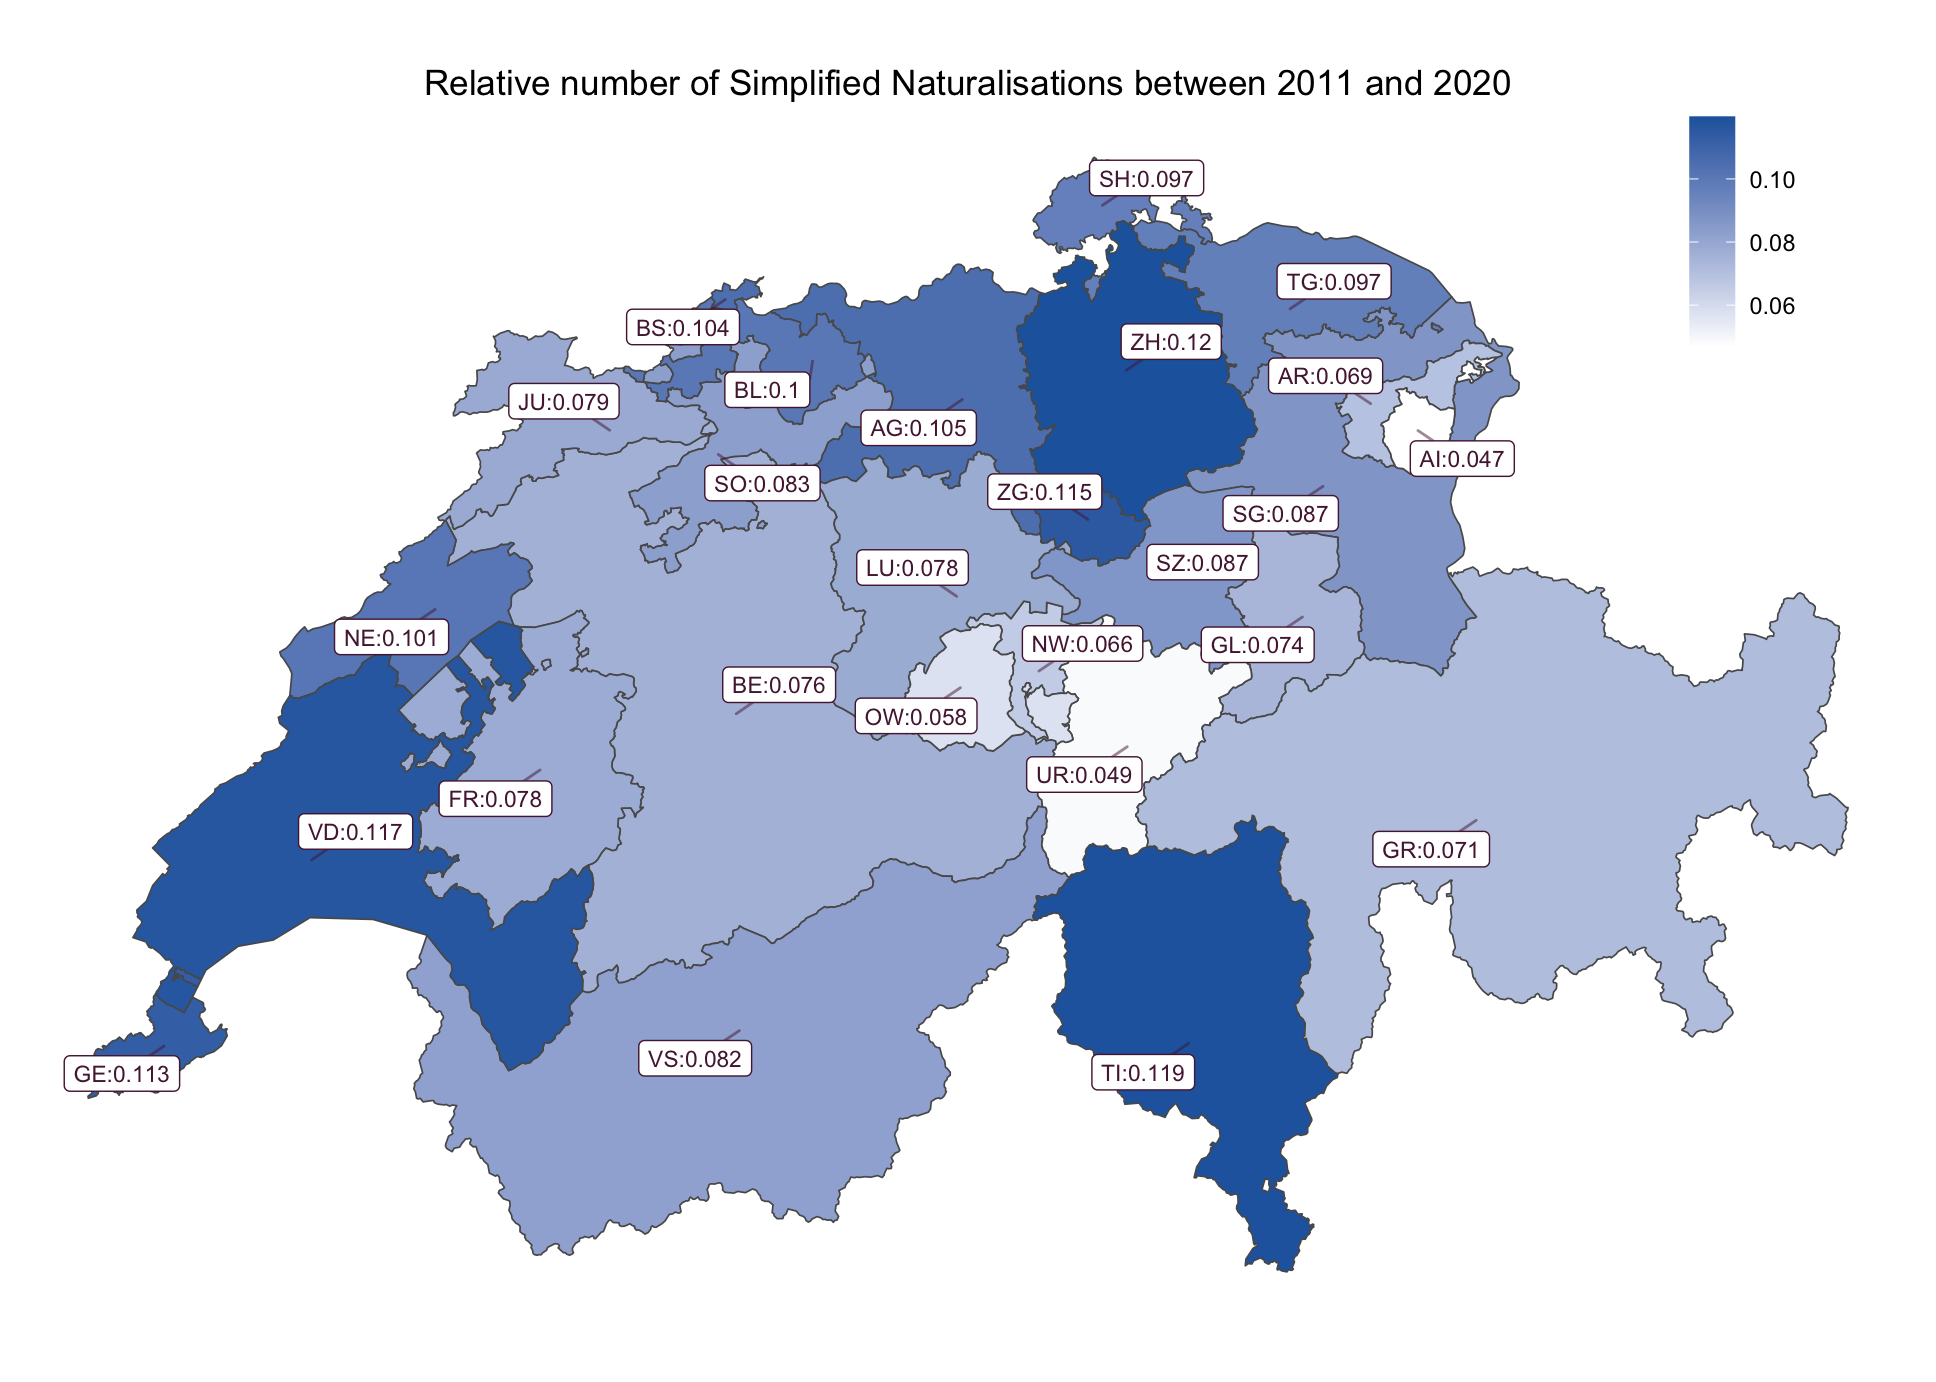 Relative number of Simplified Naturalisations between 2011 and 2020
0.10
0.08
0.06
SH:0.097
TG:0.097
BS:0.104
ZH:0.12
AR:0.069
BL:0.1
JU:0.079
AG:0.105
AI:0.047
SO:0.083
ZG:0.115
SG:0.087
SZ:0.087
LU:0.078
NE:0.101
NW:0.066
GL:0.074
BE:0.076
OW:0.058
UR:0.049
FR:0.078
VD:0.117
GR:0.071
VS:0.082
TI:0.119
GE:0.113